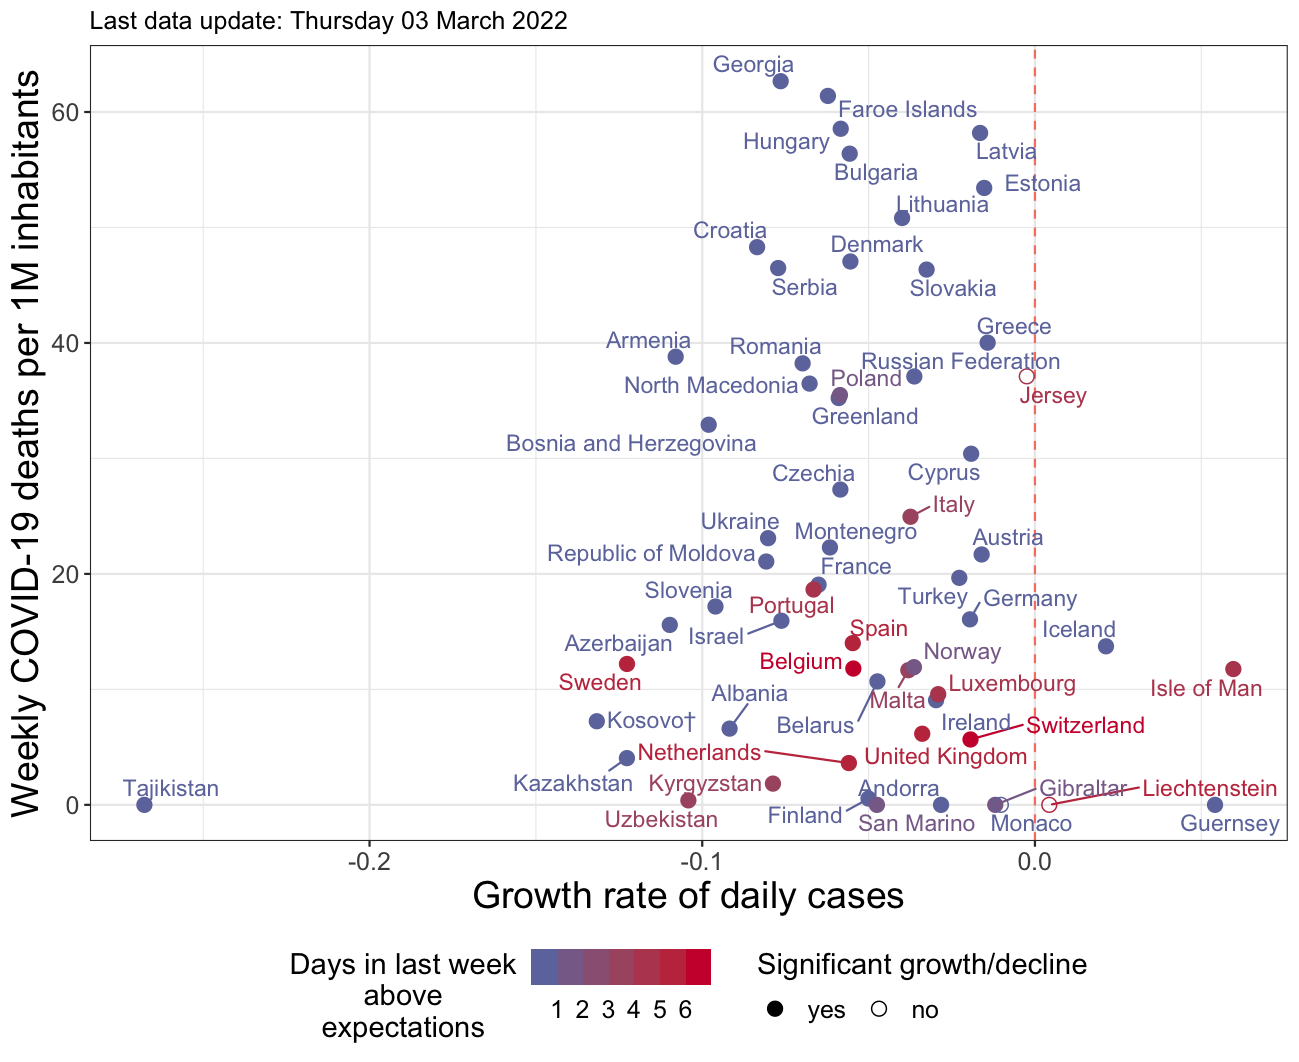 Last data update: Thursday 03 March 2022
Weekly COVID-19 deaths per 1M inhabitants
60
40
20
0
Georgia
Faroe Islands
Hungary
Latvia
Bulgaria
Estonia
Lithuania
Croatia
Denmark
Serbia
Slovakia
Greece
Armenia
Romania
Russian Federation
Poland
North Macedonia
Jersey
Greenland
Bosnia and Herzegovina
Czechia
Cyprus
Italy
Ukraine
Montenegro
Austria
Republic of Moldova
France
Slovenia
Turkey
Germany
Portugal
Spain
Iceland
Israel
Azerbaijan
Norway
Belgium
Sweden
Luxembourg
Isle of Man
Albania
Malta
Kosovo†
Belarus
Ireland
Switzerland
Netherlands
United Kingdom
Kazakhstan
Kyrgyzstan
Tajikistan
Andorra
Gibraltar
Liechtenstein
Uzbekistan
Finland
San Marino
Monaco
Guernsey
-0.2
-0.1
0.0
Growth rate of daily cases
Days in last week
above
expectations
1 2 3 4 5 6
Significant growth/decline
yes
no